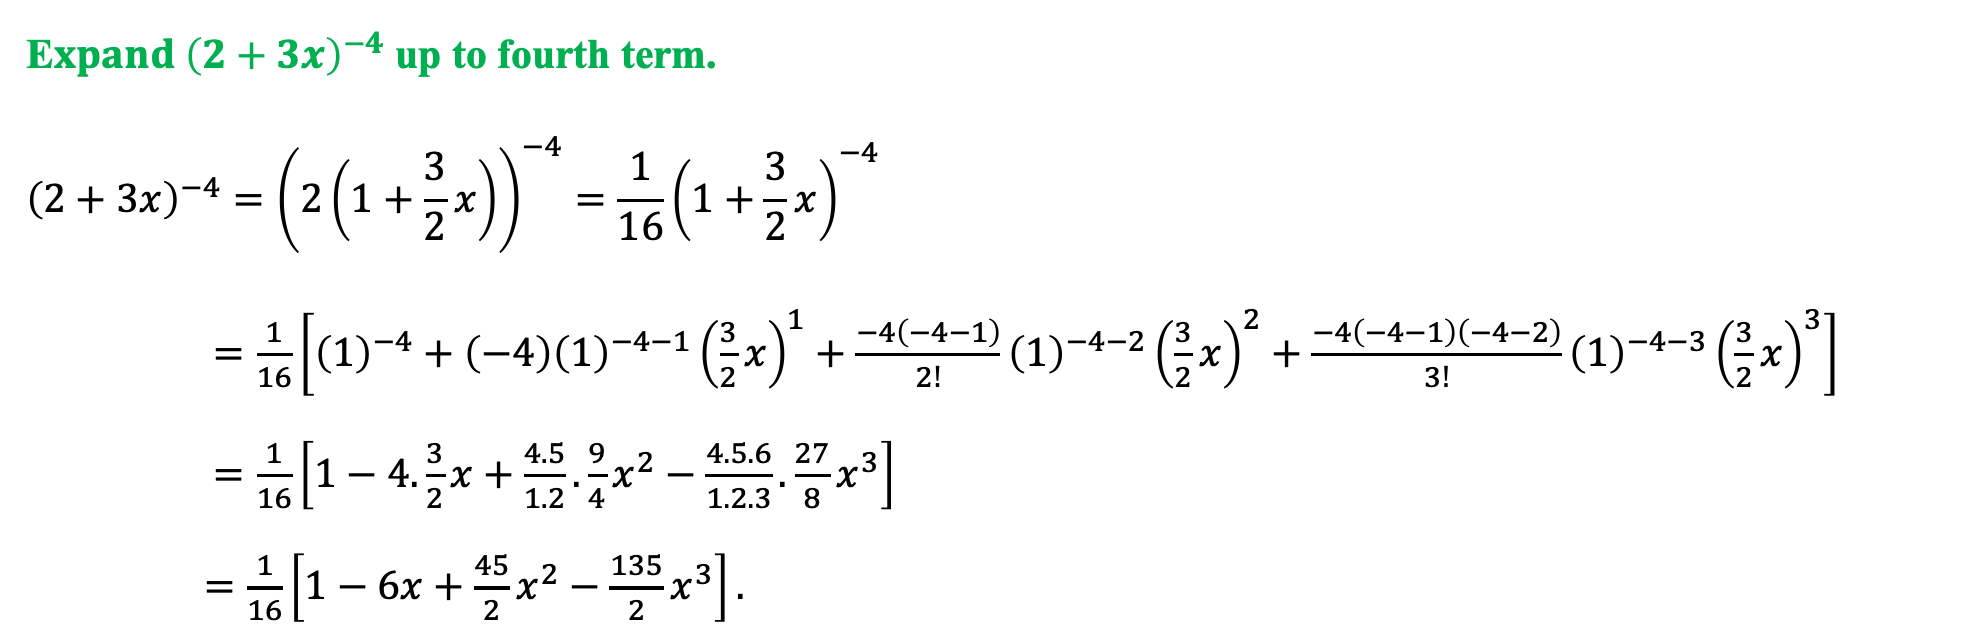 Expand (2 + 3x)⁻⁴ up to fourth term.
(2 + 3x)⁻⁴ = (2(1 + 3/2 x))⁻⁴ = 1/16 (1 + 3/2 x)⁻⁴
= 1/16 [(1)⁻⁴ + (−4)(1)⁻⁴⁻¹ (3/2 x)¹ + −4(−4−1)/2! (1)⁻⁴⁻² (3/2 x)² + −4(−4−1)(−4−2)/3! (1)⁻⁴⁻³ (3/2 x)³]
= 1/16 [1 − 4. 3/2 x + 4.5/1.2 . 9/4 x² − 4.5.6/1.2.3 . 27/8 x³]
= 1/16 [1 − 6x + 45/2 x² − 135/2 x³].